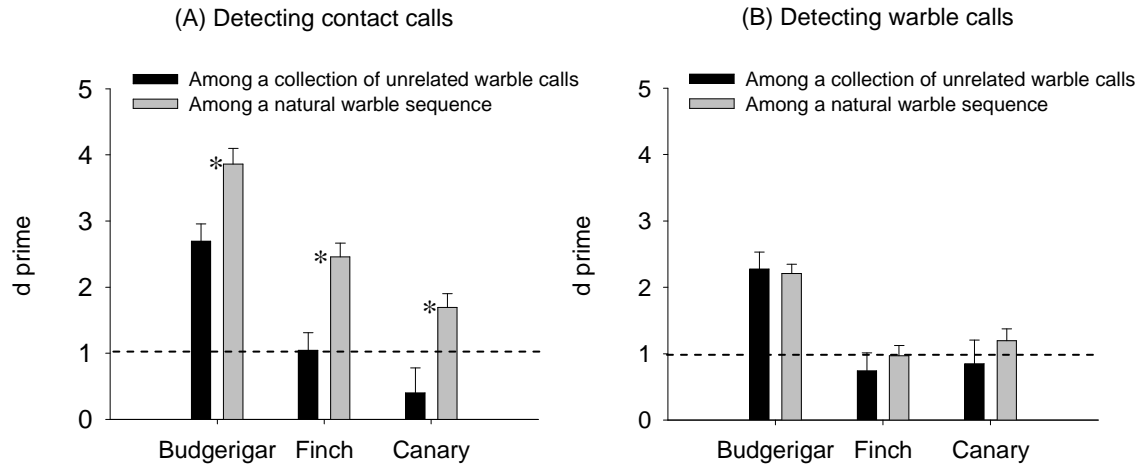 (A) Detecting contact calls
Among a collection of unrelated warble calls
Among a natural warble sequence
d prime
5
4
3
2
1
0
*
*
*
Budgerigar Finch Canary
(B) Detecting warble calls
Among a collection of unrelated warble calls
Among a natural warble sequence
d prime
5
4
3
2
1
0
Budgerigar Finch Canary